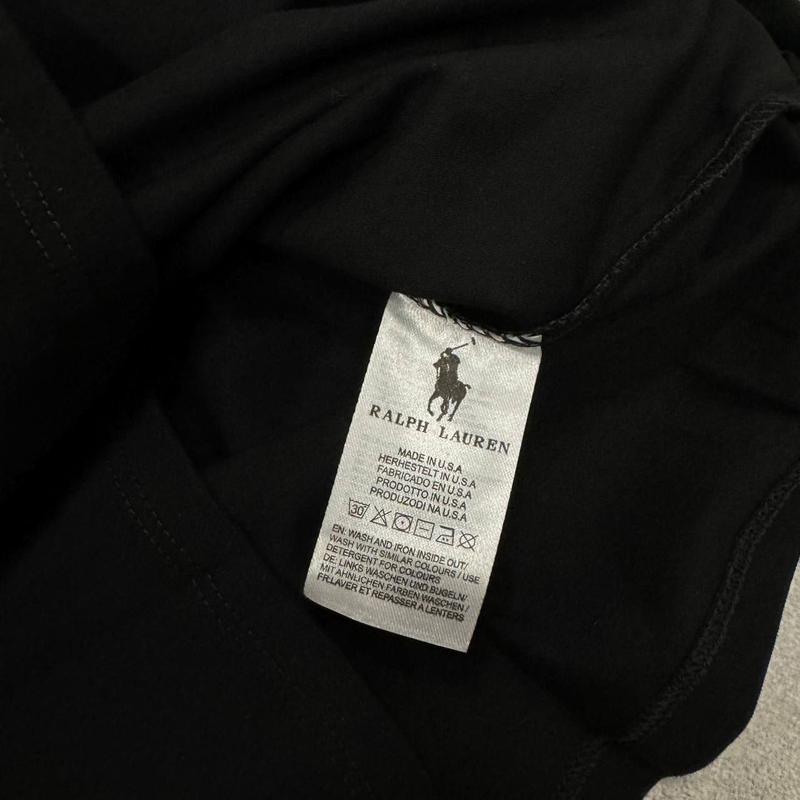 RALPH LAUREN
MADE IN U.S.A
HERHESTELT IN U.S.A
FABRICADO EN U.S.A
PRODOTTO IN U.S.A
PRODUZODI NA U.S.A
30
EN: WASH AND IRON INSIDE OUT/
WASH WITH SIMILAR COLOURS / USE
DETERGENT FOR COLOURS
DE: LINKS WASCHEN UND BUGELN/
MIT AHNLICHEN FARBEN WASCHEN /
FR:LAVER ET REPASSER A LENTERS